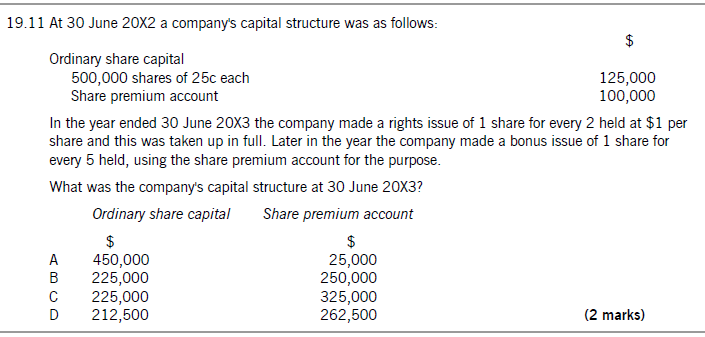 19.11 At 30 June 20X2 a company's capital structure was as follows:
$
Ordinary share capital
500,000 shares of 25c each 125,000
Share premium account 100,000
In the year ended 30 June 20X3 the company made a rights issue of 1 share for every 2 held at $1 per
share and this was taken up in full. Later in the year the company made a bonus issue of 1 share for
every 5 held, using the share premium account for the purpose.
What was the company's capital structure at 30 June 20X3?
Ordinary share capital Share premium account
$ $
A 450,000 25,000
B 225,000 250,000
C 225,000 325,000
D 212,500 262,500 (2 marks)